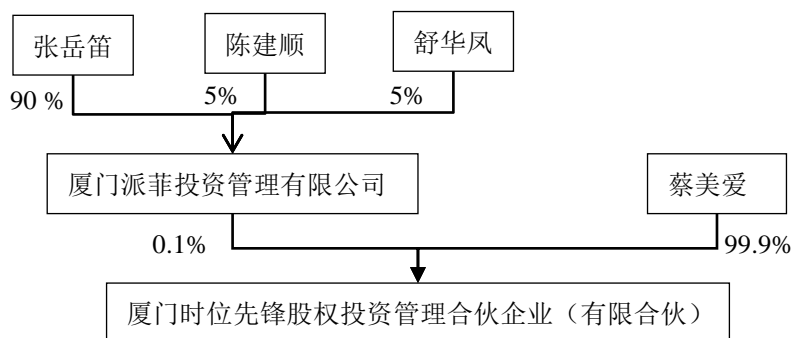 张岳笛 陈建顺 舒华凤
90 % 5% 5%
厦门派菲投资管理有限公司 蔡美爱
0.1% 99.9%
厦门时位先锋股权投资管理合伙企业（有限合伙）